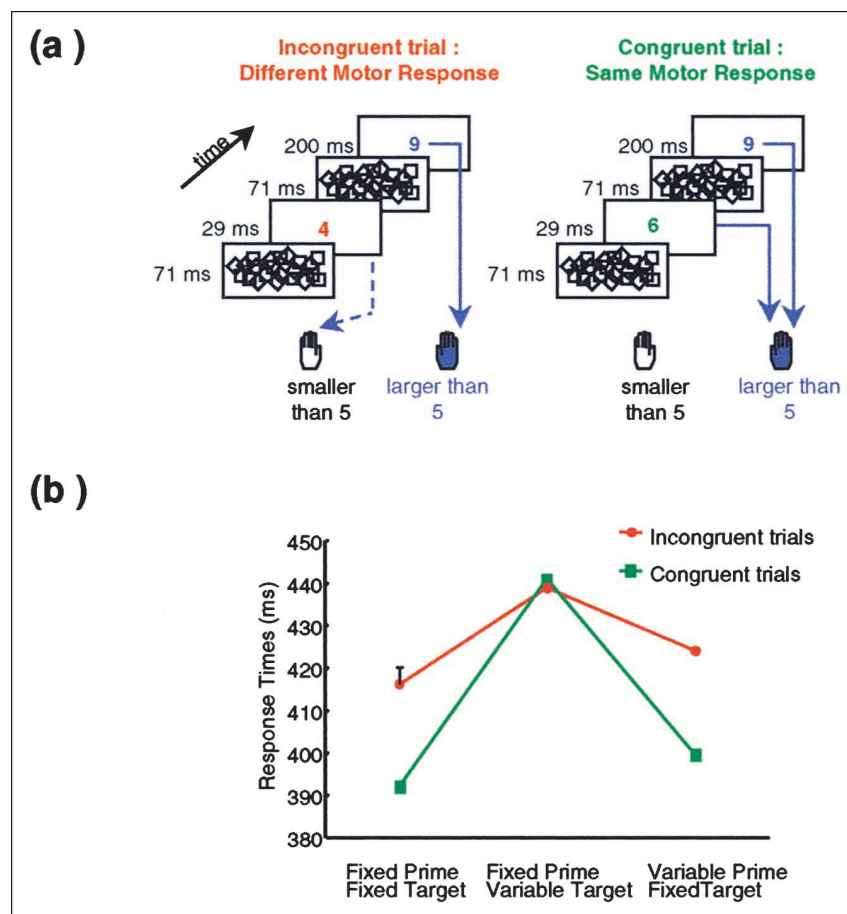 (a )
Incongruent trial :
Different Motor Response
time
200 ms
9
71 ms
29 ms
4
71 ms
smaller
than 5
larger than
5
Congruent trial :
Same Motor Response
200 ms
9
71 ms
29 ms
6
71 ms
smaller
than 5
larger than
5
(b )
Incongruent trials
Congruent trials
Response Times (ms)
450
440
430
420
410
400
390
380
Fixed Prime
Fixed Target
Fixed Prime
Variable Target
Variable Prime
FixedTarget